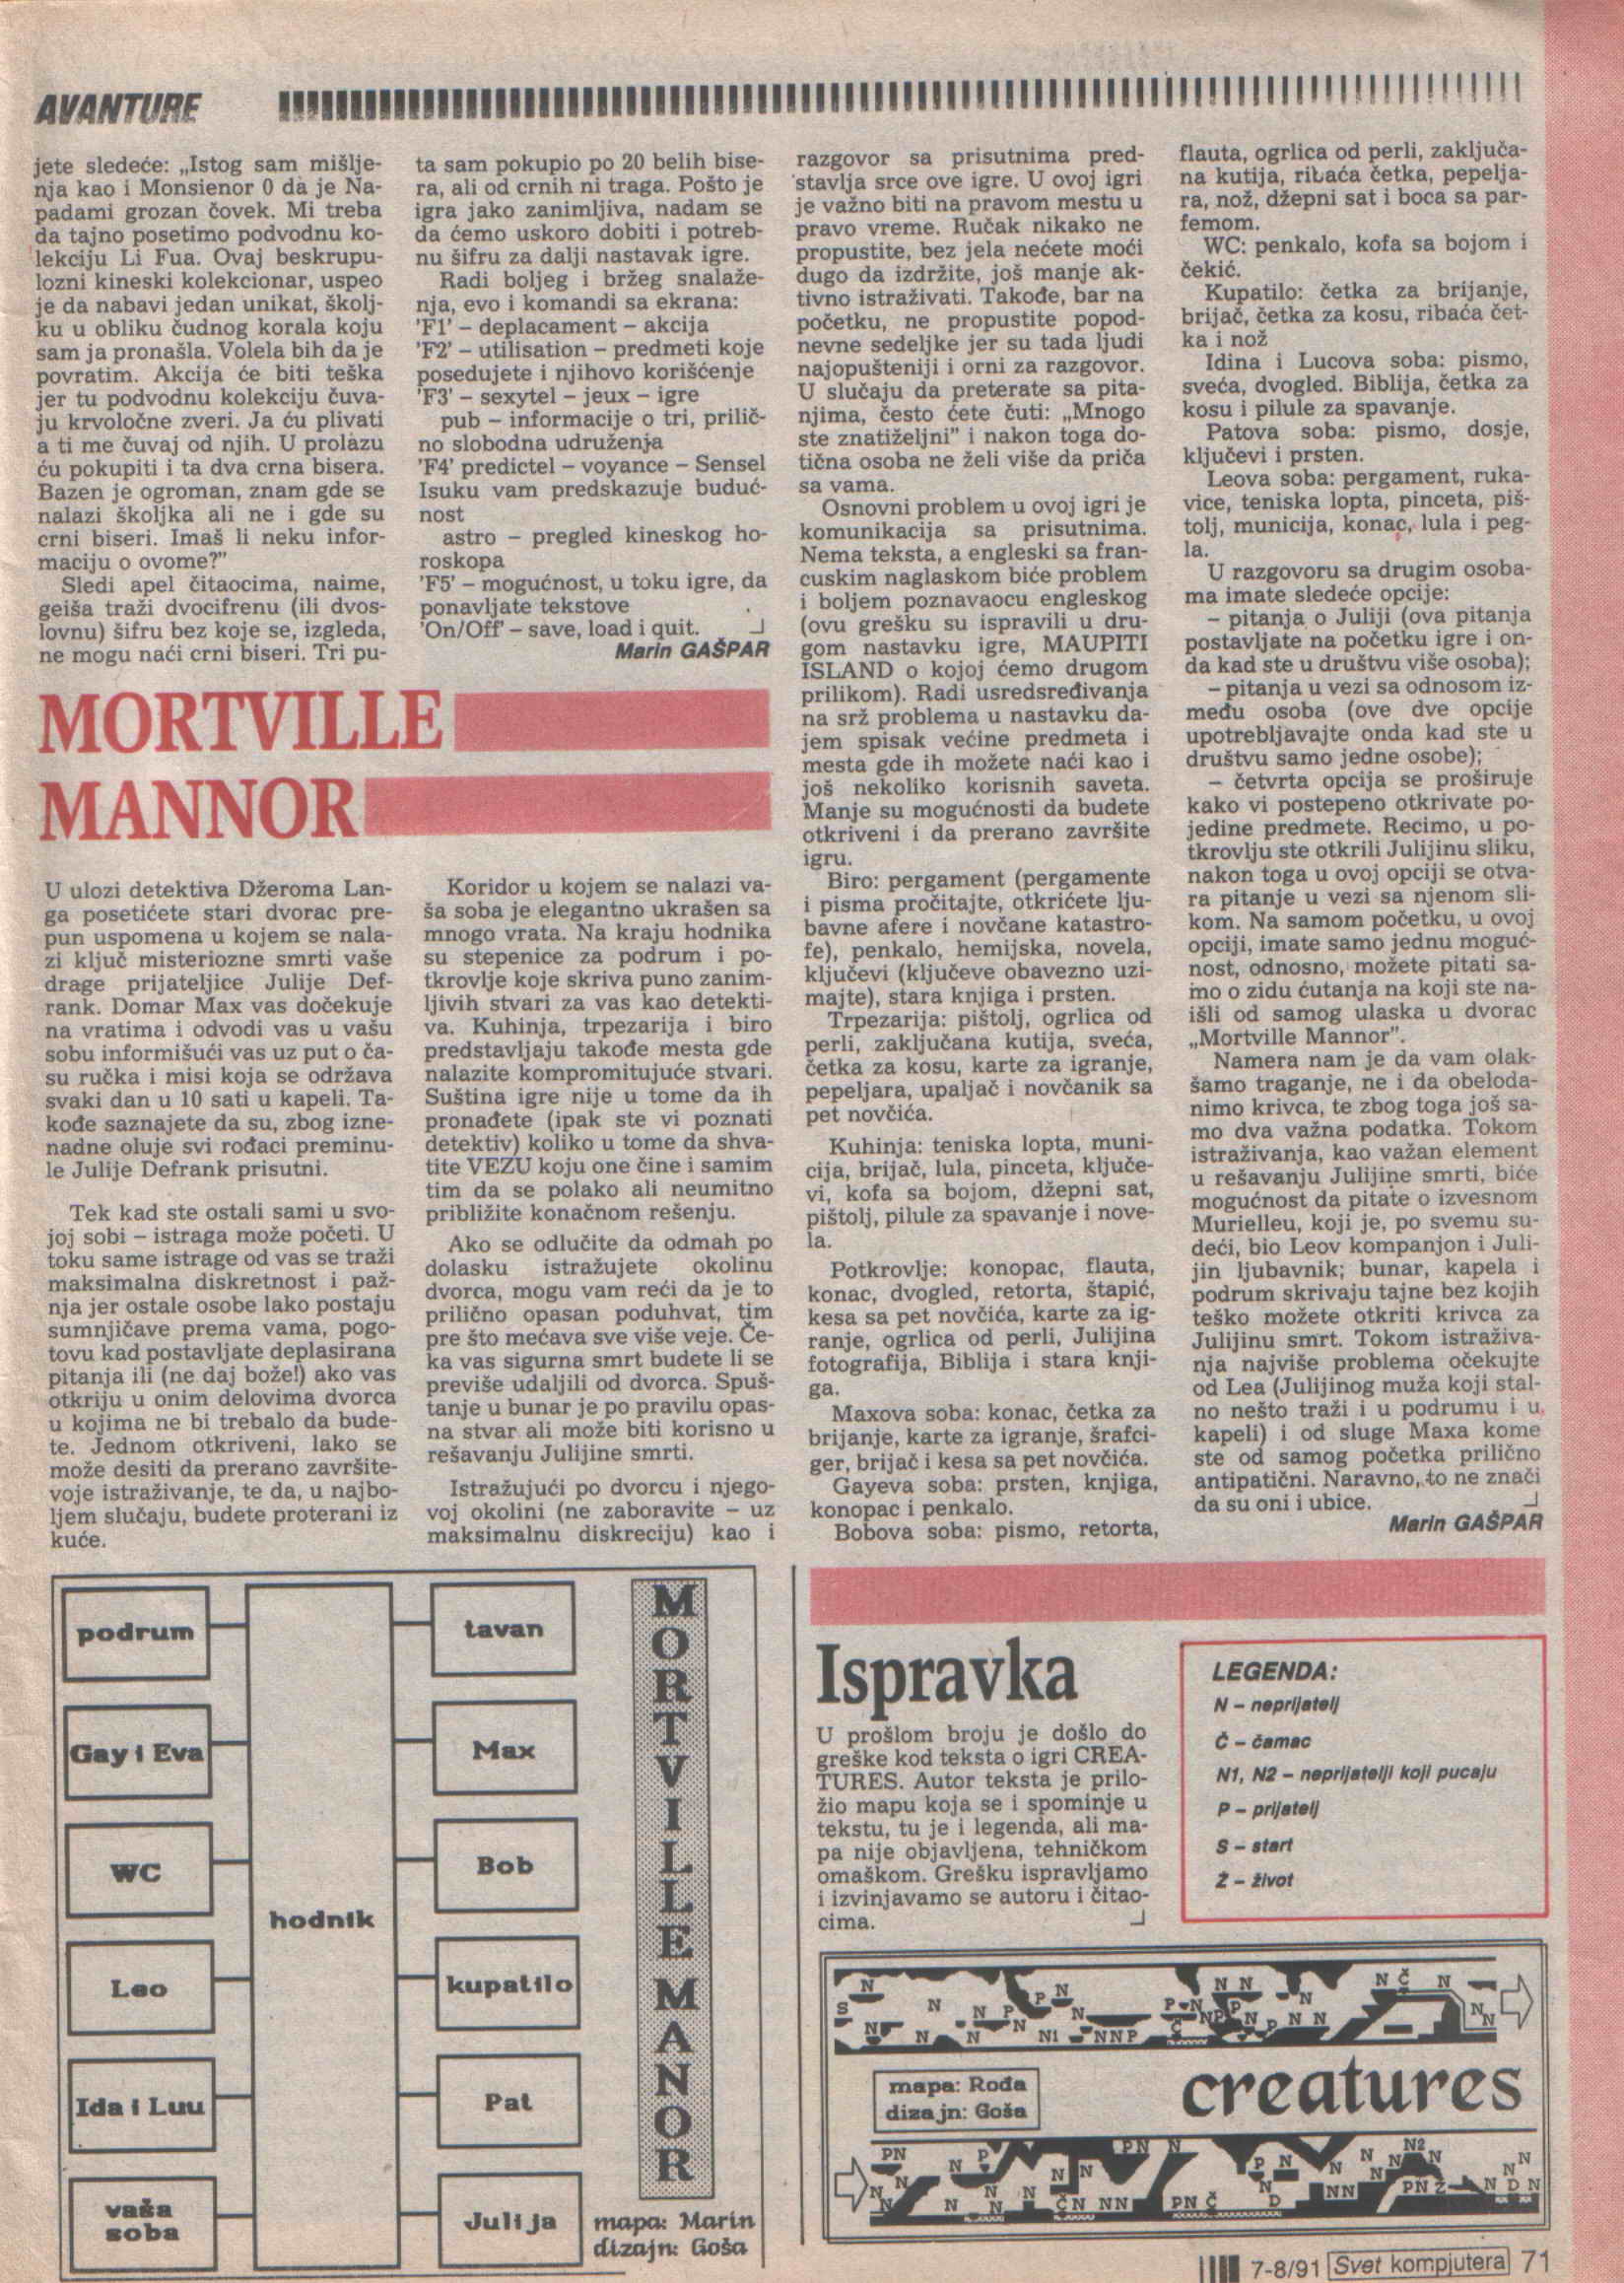 AVANTURE
jete sledeće: „Istog sam mišlje-
nja kao i Monsienor 0 da je Na-
padami grozan čovek. Mi treba
da tajno posetimo podvodnu ko-
lekciju Li Fua. Ovaj beskrupu-
lozni kineski kolekcionar, uspeo
je da nabavi jedan unikat, školj-
ku u obliku čudnog korala koju
sam ja pronašla. Volela bih da je
povratim. Akcija će biti teška
jer tu podvodnu kolekciju čuva-
ju krvoločne zveri. Ja ću plivati
a ti me čuvaj od njih. U prolazu
ću pokupiti i ta dva crna bisera.
Bazen je ogroman, znam gde se
nalazi školjka ali ne i gde su
crni biseri. Imaš li neku infor-
maciju o ovome?”
Sledi apel čitaocima, naime,
geiša traži dvocifrenu (ili dvos-
lovnu) šifru bez koje se, izgleda,
ne mogu naći crni biseri. Tri pu-
ta sam pokupio po 20 belih bise-
ra, ali od crnih ni traga. Pošto je
igra jako zanimljiva, nadam se
da ćemo uskoro dobiti i potreb-
nu šifru za dalji nastavak igre.
Radi boljeg i bržeg snalaže-
nja, evo i komandi sa ekrana:
'F1' – deplacament – akcija
'F2' – utilisation – predmeti koje
posedujete i njihovo korišćenje
'F3' – sexytel – jeux – igre
pub – informacije o tri, prilič-
no slobodna udruženja
'F4' predictel – voyance – Sensel
Isuku vam predskazuje buduć-
nost
astro – pregled kineskog ho-
roskopa
'F5' – mogućnost, u toku igre, da
ponavljate tekstove
'On/Off' – save, load i quit.
Marin GAŠPAR
MORTVILLE
MANNOR
U ulozi detektiva Džeroma Lan-
ga posetićete stari dvorac pre-
pun uspomena u kojem se nala-
zi ključ misteriozne smrti vaše
drage prijateljice Julije Def-
rank. Domar Max vas dočekuje
na vratima i odvodi vas u vašu
sobu informišući vas uz put o ča-
su ručka i misi koja se održava
svaki dan u 10 sati u kapeli. Ta-
kođe saznajete da su, zbog izne-
nadne oluje svi rođaci preminu-
le Julije Defrank prisutni.
Tek kad ste ostali sami u svo-
joj sobi – istraga može početi. U
toku same istrage od vas se traži
maksimalna diskretnost i paž-
nja jer ostale osobe lako postaju
sumnjičave prema vama, pogo-
tovu kad postavljate deplasirana
pitanja ili (ne daj bože!) ako vas
otkriju u onim delovima dvorca
u kojima ne bi trebalo da bude-
te. Jednom otkriveni, lako se
može desiti da prerano završite-
voje istraživanje, te da, u najbo-
ljem slučaju, budete proterani iz
kuće.
Koridor u kojem se nalazi va-
ša soba je elegantno ukrašen sa
mnogo vrata. Na kraju hodnika
su stepenice za podrum i po-
tkrovlje koje skriva puno zanim-
ljivih stvari za vas kao detekti-
va. Kuhinja, trpezarija i biro
predstavljaju takođe mesta gde
nalazite kompromitujuće stvari.
Suština igre nije u tome da ih
pronađete (ipak ste vi poznati
detektiv) koliko u tome da shva-
tite VEZU koju one čine i samim
tim da se polako ali neumitno
približite konačnom rešenju.
Ako se odlučite da odmah po
dolasku istražujete okolinu
dvorca, mogu vam reći da je to
prilično opasan poduhvat, tim
pre što mećava sve više veje. Če-
ka vas sigurna smrt budete li se
previše udaljili od dvorca. Spuš-
tanje u bunar je po pravilu opas-
na stvar ali može biti korisno u
rešavanju Julijine smrti.
Istražujući po dvorcu i njego-
voj okolini (ne zaboravite – uz
maksimalnu diskreciju) kao i
razgovor sa prisutnima pred-
stavlja srce ove igre. U ovoj igri
je važno biti na pravom mestu u
pravo vreme. Ručak nikako ne
propustite, bez jela nećete moći
dugo da izdržite, još manje ak-
tivno istraživati. Takođe, bar na
početku, ne propustite popod-
nevne sedeljke jer su tada ljudi
najopušteniji i orni za razgovor.
U slučaju da preterate sa pita-
njima, često ćete čuti: „Mnogo
ste znatiželjni” i nakon toga do-
tična osoba ne želi više da priča
sa vama.
Osnovni problem u ovoj igri je
komunikacija sa prisutnima.
Nema teksta, a engleski sa fran-
cuskim naglaskom biće problem
i boljem poznavaocu engleskog
(ovu grešku su ispravili u dru-
gom nastavku igre, MAUPITI
ISLAND o kojoj ćemo drugom
prilikom). Radi usredsređivanja
na srž problema u nastavku da-
jem spisak većine predmeta i
mesta gde ih možete naći kao i
još nekoliko korisnih saveta.
Manje su mogućnosti da budete
otkriveni i da prerano završite
igru.
Biro: pergament (pergamente
i pisma pročitajte, otkrićete lju-
bavne afere i novčane katastro-
fe), penkalo, hemijska, novela,
ključevi (ključeve obavezno uzi-
majte), stara knjiga i prsten.
Trpezarija: pištolj, ogrlica od
perli, zaključana kutija, sveća,
četka za kosu, karte za igranje,
pepeljara, upaljač i novčanik sa
pet novčića.
Kuhinja: teniska lopta, muni-
cija, brijač, lula, pinceta, ključe-
vi, kofa sa bojom, džepni sat,
pištolj, pilule za spavanje i nove-
la.
Potkrovlje: konopac, flauta,
konac, dvogled, retorta, štapić,
kesa sa pet novčića, karte za ig-
ranje, ogrlica od perli, Julijina
fotografija, Biblija i stara knji-
ga.
Maxova soba: konac, četka za
brijanje, karte za igranje, šrafci-
ger, brijač i kesa sa pet novčića.
Gayeva soba: prsten, knjiga,
konopac i penkalo.
Bobova soba: pismo, retorta,
flauta, ogrlica od perli, zaključa-
na kutija, ribaća četka, pepelja-
ra, nož, džepni sat i boca sa par-
femom.
WC: penkalo, kofa sa bojom i
čekić.
Kupatilo: četka za brijanje,
brijač, četka za kosu, ribaća čet-
ka i nož
Idina i Lucova soba: pismo,
sveća, dvogled. Biblija, četka za
kosu i pilule za spavanje.
Patova soba: pismo, dosje,
ključevi i prsten.
Leova soba: pergament, ruka-
vice, teniska lopta, pinceta, piš-
tolj, municija, konac, lula i peg-
la.
U razgovoru sa drugim osoba-
ma imate sledeće opcije:
– pitanja o Juliji (ova pitanja
postavljate na početku igre i on-
da kad ste u društvu više osoba);
– pitanja u vezi sa odnosom iz-
među osoba (ove dve opcije
upotrebljavajte onda kad ste u
društvu samo jedne osobe);
– četvrta opcija se proširuje
kako vi postepeno otkrivate po-
jedine predmete. Recimo, u po-
tkrovlju ste otkrili Julijinu sliku,
nakon toga u ovoj opciji se otva-
ra pitanje u vezi sa njenom sli-
kom. Na samom početku, u ovoj
opciji, imate samo jednu moguć-
nost, odnosno, možete pitati sa-
mo o zidu ćutanja na koji ste na-
išli od samog ulaska u dvorac
„Mortville Mannor”.
Namera nam je da vam olak-
šamo traganje, ne i da obeloda-
nimo krivca, te zbog toga još sa-
mo dva važna podatka. Tokom
istraživanja, kao važan element
u rešavanju Julijine smrti, biće
mogućnost da pitate o izvesnom
Murielleu, koji je, po svemu su-
deći, bio Leov kompanjon i Juli-
jin ljubavnik; bunar, kapela i
podrum skrivaju tajne bez kojih
teško možete otkriti krivca za
Julijinu smrt. Tokom istraživa-
nja najviše problema očekujte
od Lea (Julijinog muža koji stal-
no nešto traži i u podrumu i u
kapeli) i od sluge Maxa kome
ste od samog početka prilično
antipatični. Naravno, to ne znači
da su oni i ubice.
Marin GAŠPAR
podrum
Gay i Eva
WC
Leo
Ida i Luu
vaša
soba
hodnik
tavan
Max
Bob
kupatilo
Pat
Julija
MORTVILLE MANOR
mapa: Marin
dizajn: Goša
Ispravka
U prošlom broju je došlo do
greške kod teksta o igri CREA-
TURES. Autor teksta je prilo-
žio mapu koja se i spominje u
tekstu, tu je i legenda, ali ma-
pa nije objavljena, tehničkom
omaškom. Grešku ispravljamo
i izvinjavamo se autoru i čitao-
cima.
LEGENDA:
N – neprijatelj
Č – čamac
N1, N2 – neprijatelji koji pucaju
P – prijatelj
S – start
Ž – život
mapa: Rođa
dizajn: Goša
creatures
7-8/91 Svet kompjutera 71